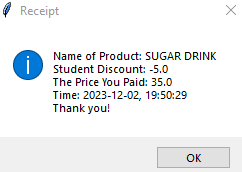 Receipt
Name of Product: SUGAR DRINK
Student Discount: -5.0
The Price You Paid: 35.0
Time: 2023-12-02, 19:50:29
Thank you!
OK